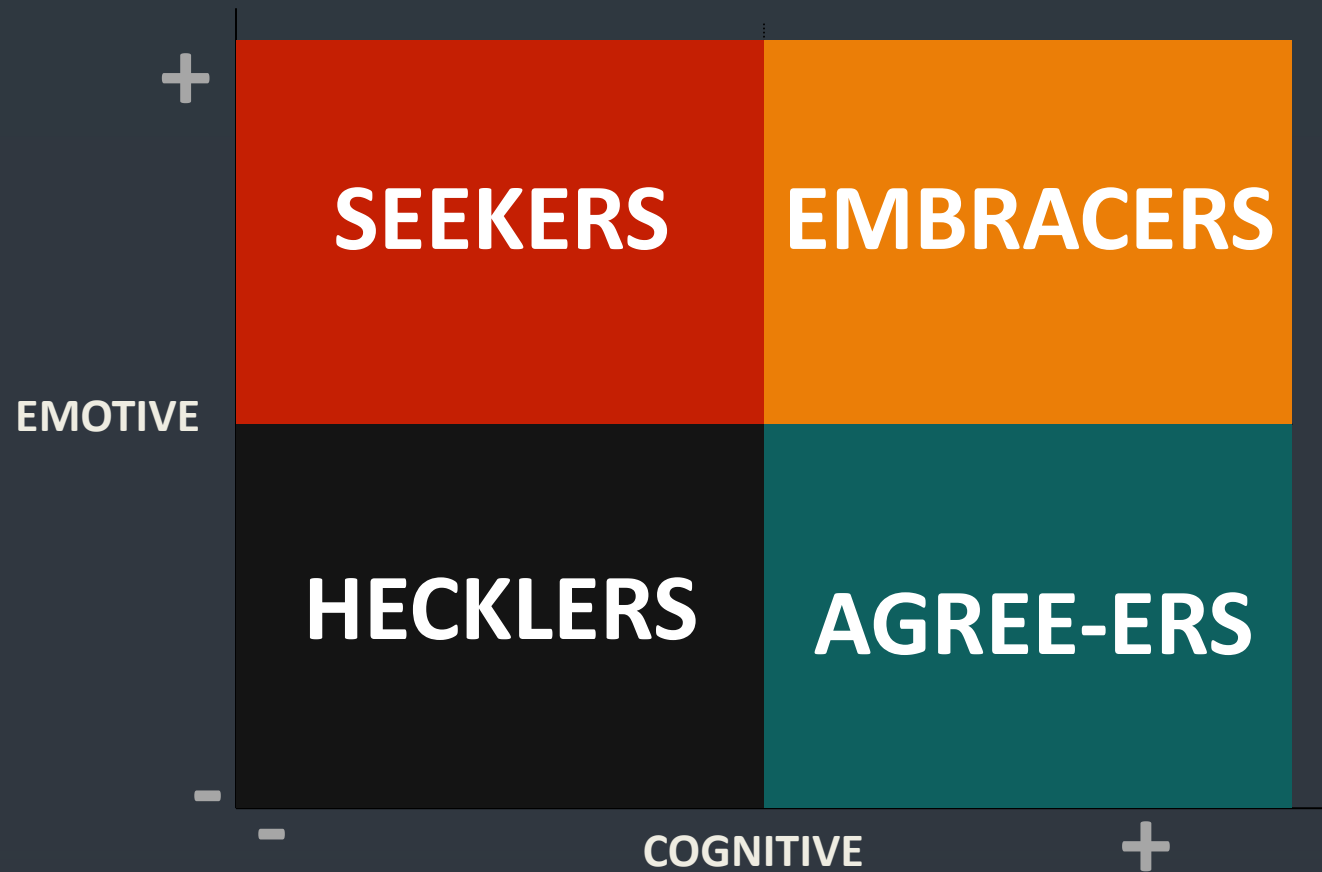 +
SEEKERS
EMBRACERS
EMOTIVE
HECKLERS
AGREE-ERS
-
-
COGNITIVE
+